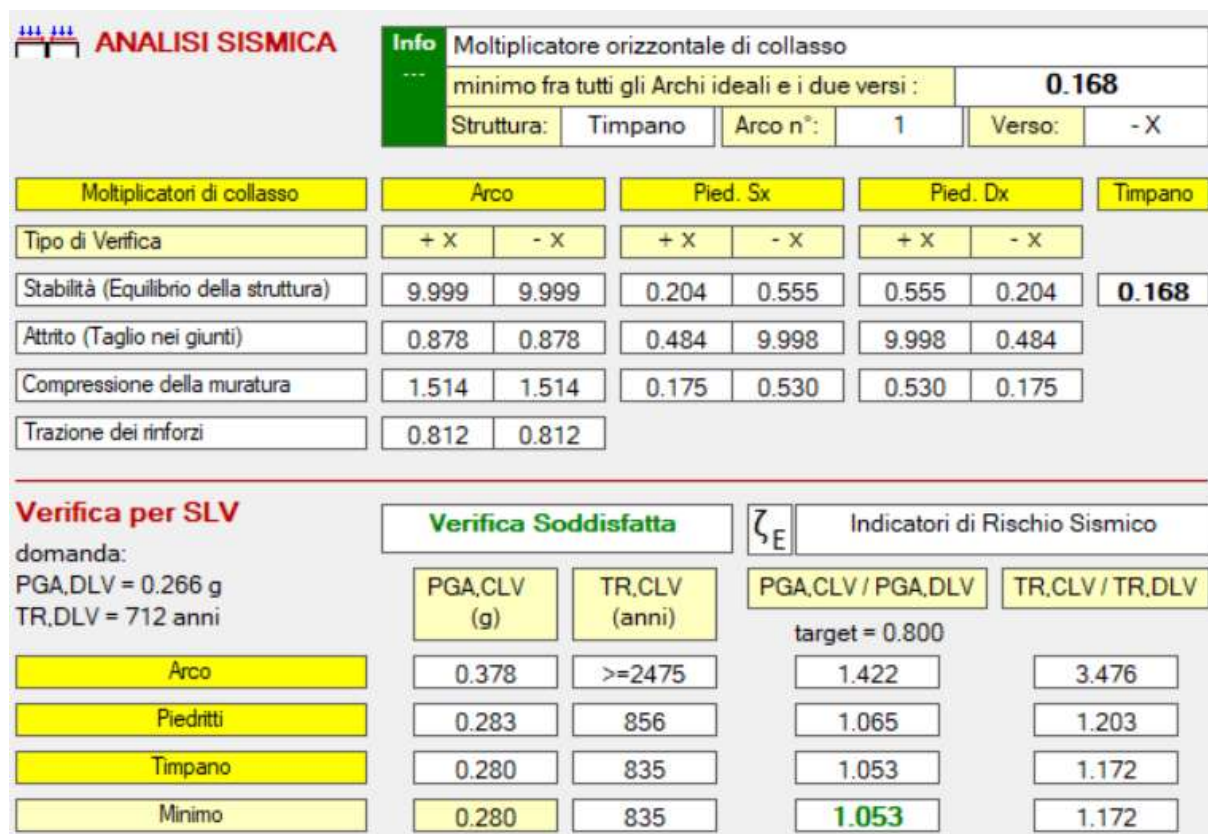 ANALISI SISMICA
Info
---
Moltiplicatore orizzontale di collasso
minimo fra tutti gli Archi ideali e i due versi : 0.168
Struttura: Timpano Arco n°: 1 Verso: - X
Moltiplicatori di collasso Arco Pied. Sx Pied. Dx Timpano
Tipo di Verifica + X - X + X - X + X - X
Stabilità (Equilibrio della struttura) 9.999 9.999 0.204 0.555 0.555 0.204 0.168
Attrito (Taglio nei giunti) 0.878 0.878 0.484 9.998 9.998 0.484
Compressione della muratura 1.514 1.514 0.175 0.530 0.530 0.175
Trazione dei rinforzi 0.812 0.812
Verifica per SLV
Verifica Soddisfatta ζE Indicatori di Rischio Sismico
domanda:
PGA,DLV = 0.266 g
TR,DLV = 712 anni
PGA,CLV
(g)
TR,CLV
(anni)
PGA,CLV / PGA,DLV
TR,CLV / TR,DLV
target = 0.800
Arco 0.378 >=2475 1.422 3.476
Piedritti 0.283 856 1.065 1.203
Timpano 0.280 835 1.053 1.172
Minimo 0.280 835 1.053 1.172